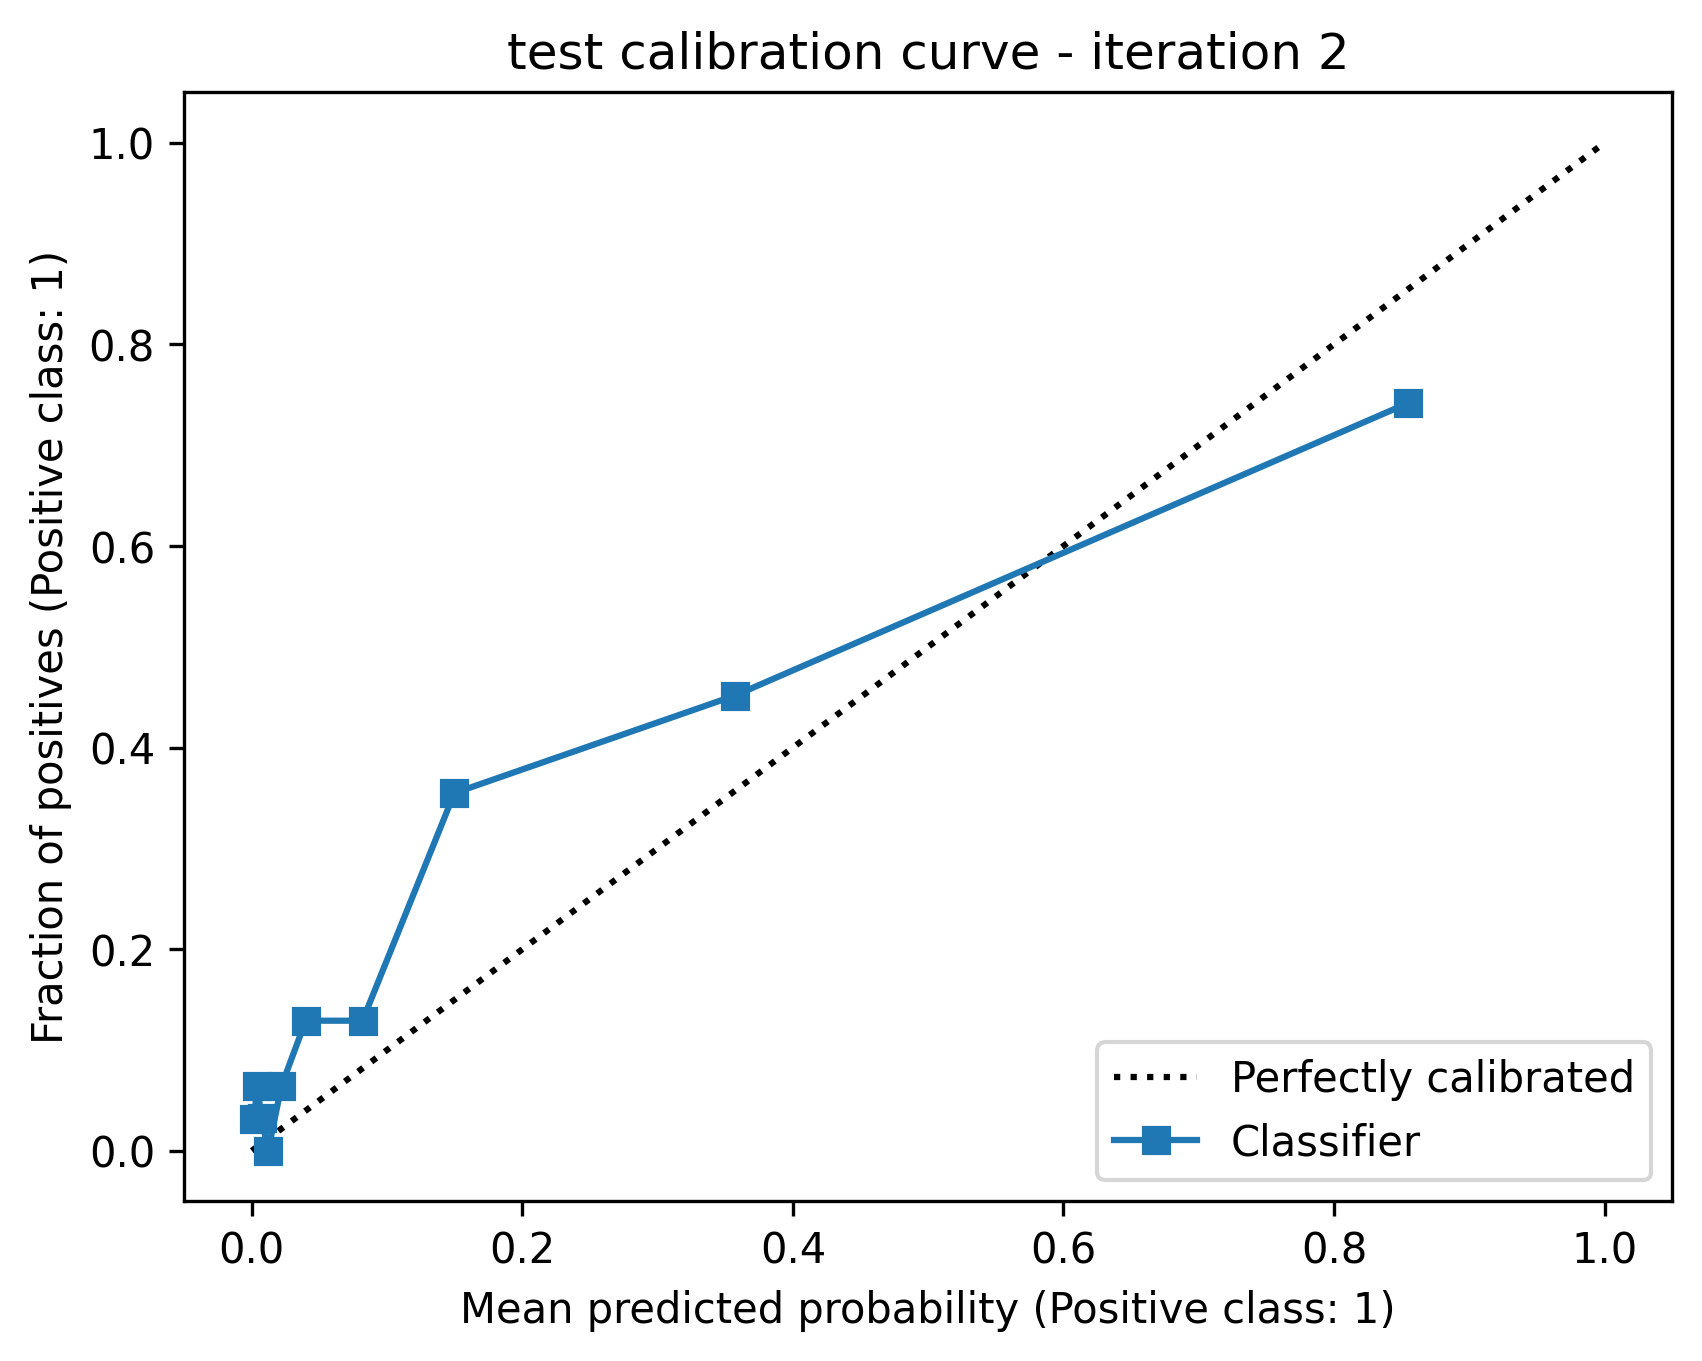 test calibration curve - iteration 2
Fraction of positives (Positive class: 1)
1.0
0.8
0.6
0.4
0.2
0.0
Perfectly calibrated
Classifier
0.0 0.2 0.4 0.6 0.8 1.0
Mean predicted probability (Positive class: 1)